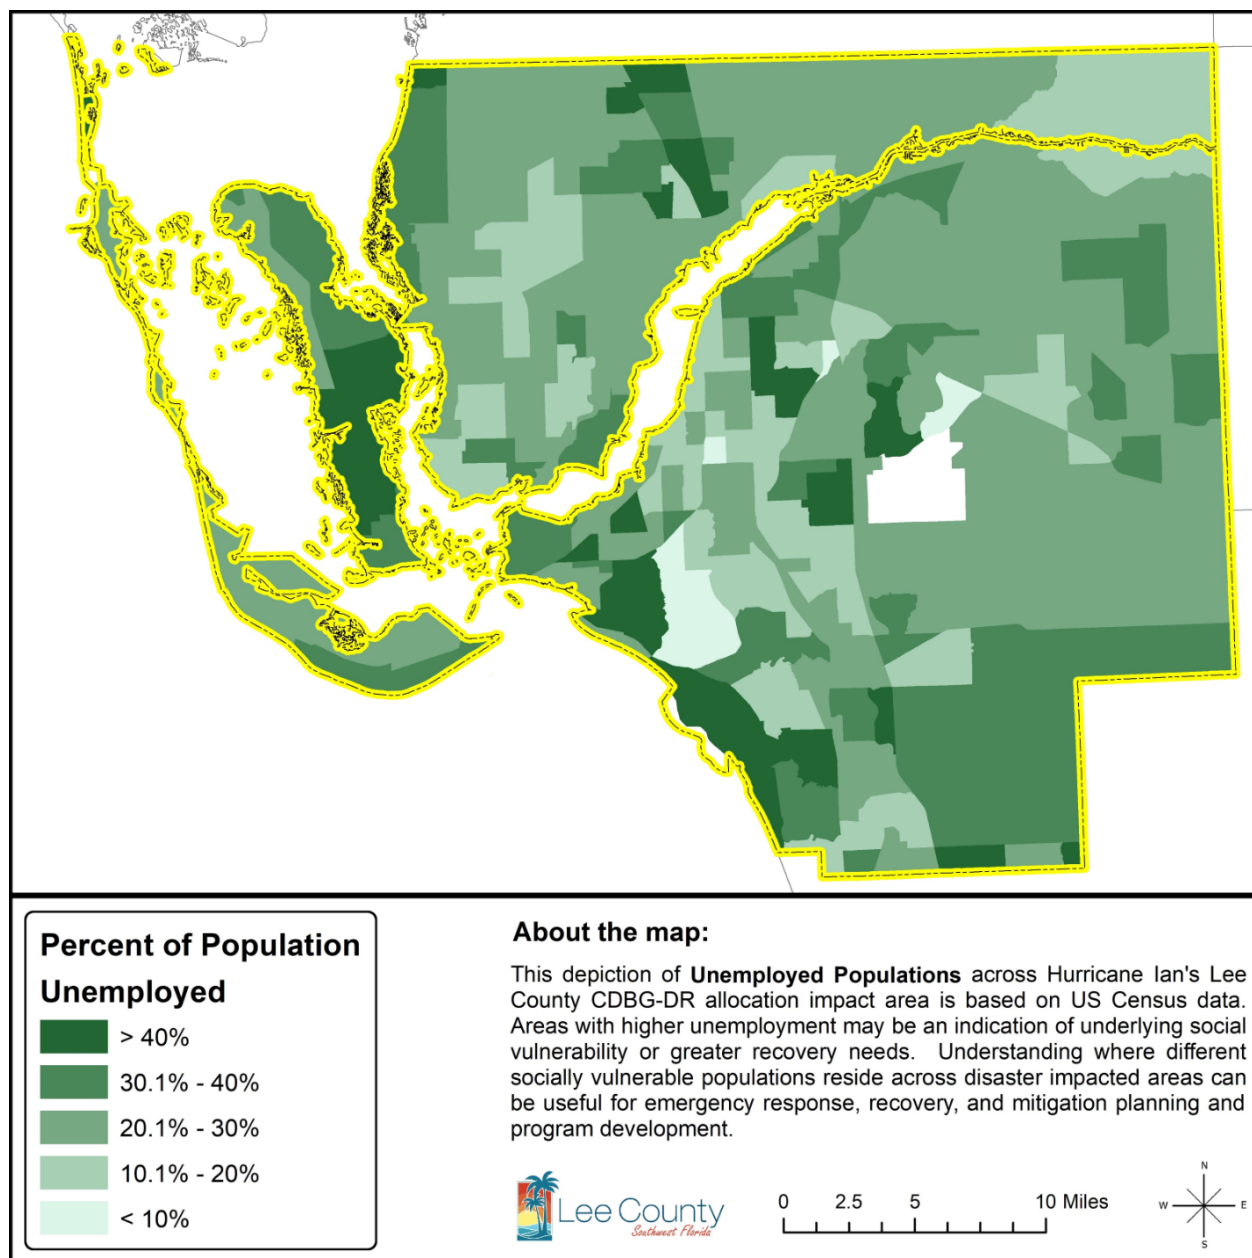 Percent of Population
Unemployed
> 40%
30.1% - 40%
20.1% - 30%
10.1% - 20%
< 10%
About the map:
This depiction of Unemployed Populations across Hurricane Ian's Lee
County CDBG-DR allocation impact area is based on US Census data.
Areas with higher unemployment may be an indication of underlying social
vulnerability or greater recovery needs. Understanding where different
socially vulnerable populations reside across disaster impacted areas can
be useful for emergency response, recovery, and mitigation planning and
program development.
Lee County
Southwest Florida
0 2.5 5 10 Miles
N
W E
S